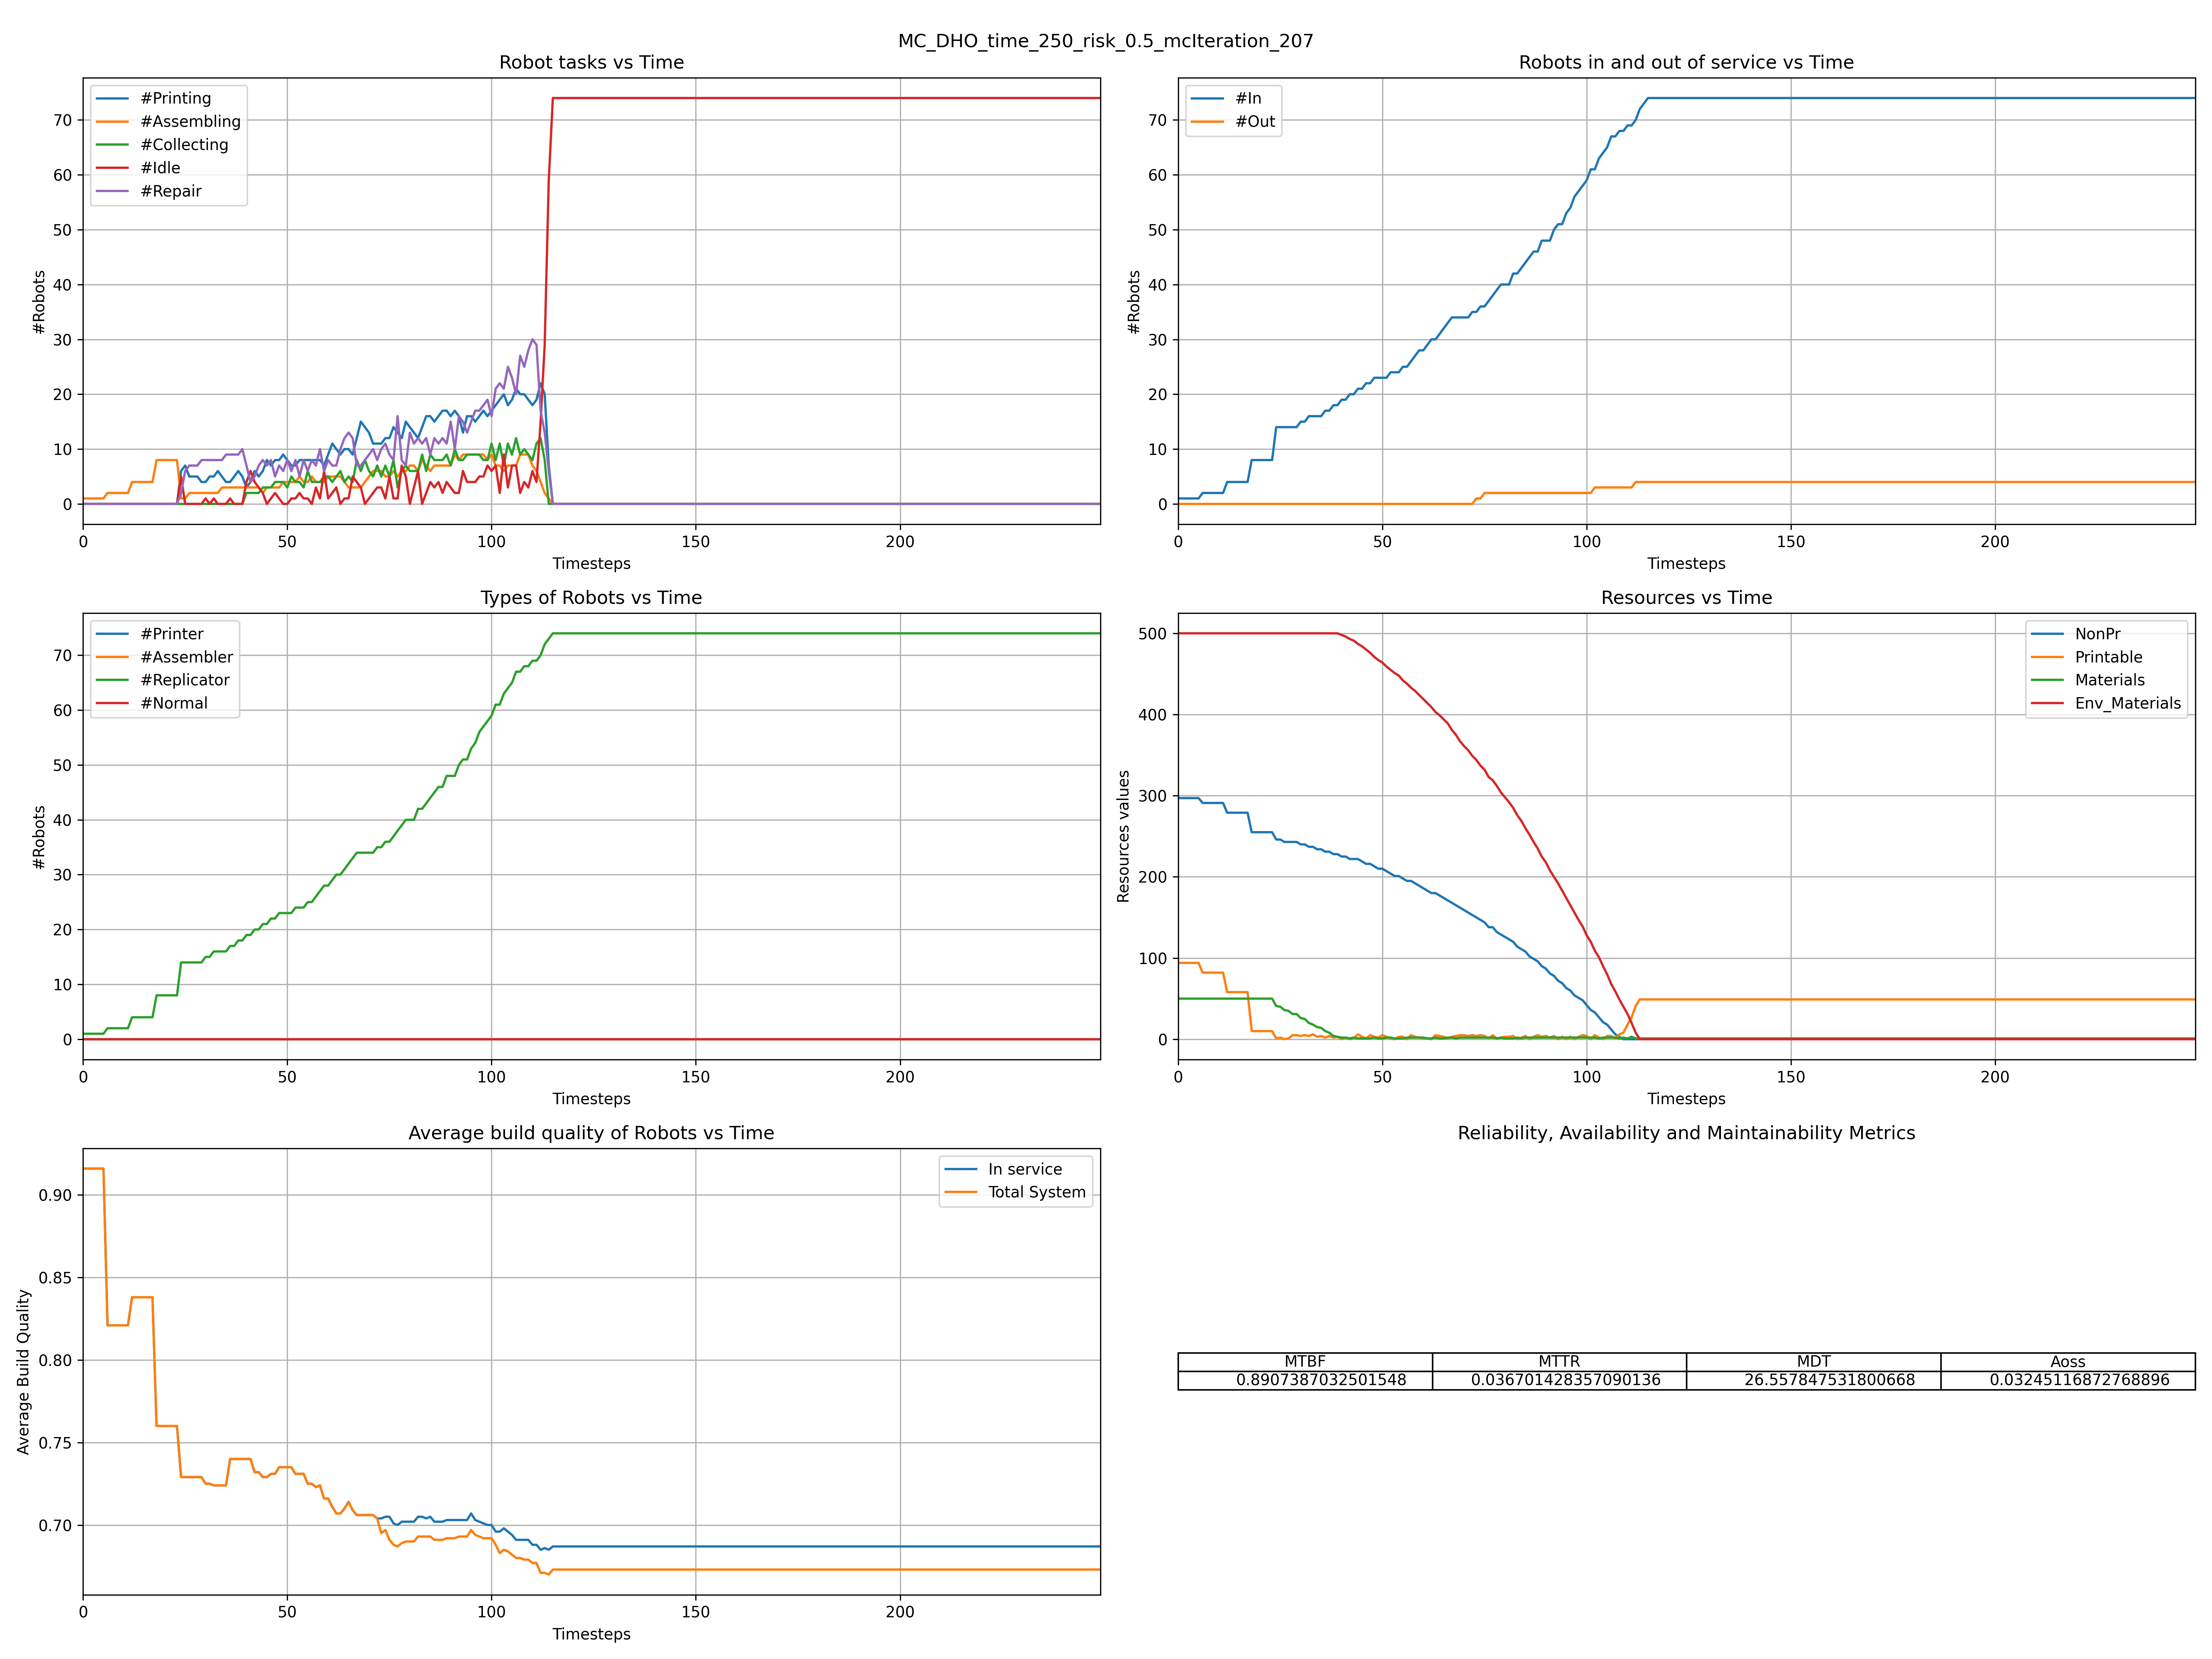 MC_DHO_time_250_risk_0.5_mcIteration_207
Robot tasks vs Time
#Printing
#Assembling
#Collecting
#Idle
#Repair
70
60
50
40
30
20
10
0
#Robots
0 50 100 150 200
Timesteps
Robots in and out of service vs Time
#In
#Out
70
60
50
40
30
20
10
0
#Robots
0 50 100 150 200
Timesteps
Types of Robots vs Time
#Printer
#Assembler
#Replicator
#Normal
70
60
50
40
30
20
10
0
#Robots
0 50 100 150 200
Timesteps
Resources vs Time
NonPr
Printable
Materials
Env_Materials
500
400
300
200
100
0
Resources values
0 50 100 150 200
Timesteps
Average build quality of Robots vs Time
In service
Total System
0.90
0.85
0.80
0.75
0.70
Average Build Quality
0 50 100 150 200
Timesteps
Reliability, Availability and Maintainability Metrics
MTBF MTTR MDT Aoss
0.8907387032501548 0.036701428357090136 26.557847531800668 0.03245116872768896